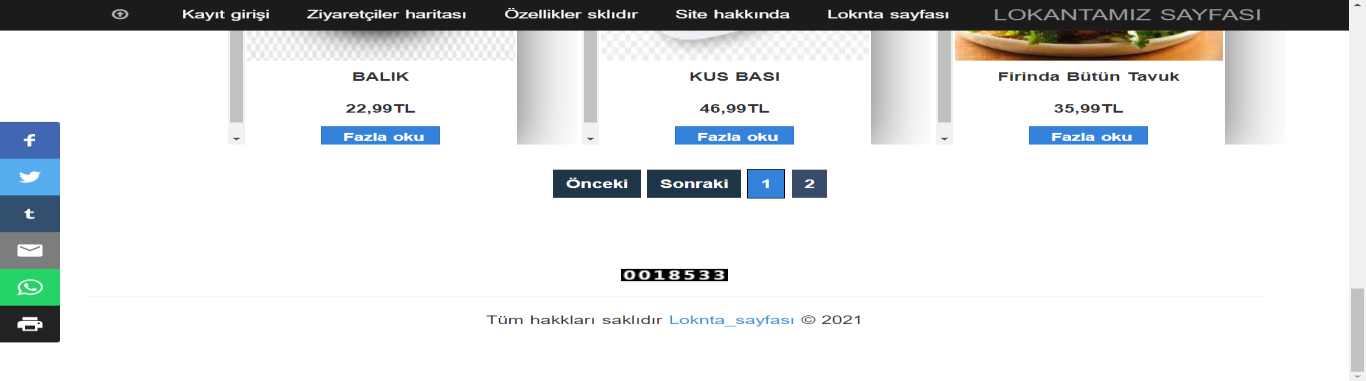 Kayıt girişi Ziyaretçiler haritası Özellikler sklıdır Site hakkında Loknta sayfası LOKANTAMIZ SAYFASI
BALIK KUS BASI Firinda Bütün Tavuk
22,99TL 46,99TL 35,99TL
Fazla oku Fazla oku Fazla oku
Önceki Sonraki 1 2
0018533
Tüm hakkları saklıdır Loknta_sayfası © 2021